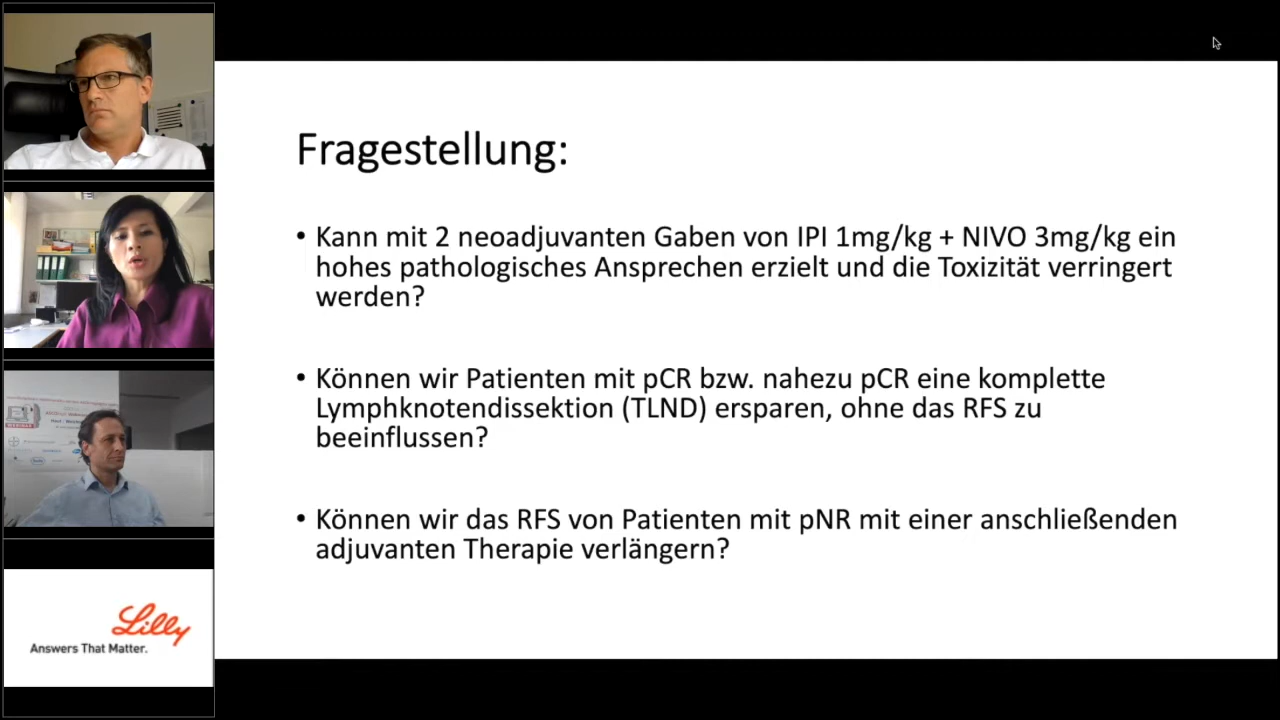 Fragestellung:
• Kann mit 2 neoadjuvanten Gaben von IPI 1mg/kg + NIVO 3mg/kg ein
hohes pathologisches Ansprechen erzielt und die Toxizität verringert
werden?
• Können wir Patienten mit pCR bzw. nahezu pCR eine komplette
Lymphknotendissektion (TLND) ersparen, ohne das RFS zu
beeinflussen?
• Können wir das RFS von Patienten mit pNR mit einer anschließenden
adjuvanten Therapie verlängern?
Lilly
Answers That Matter.